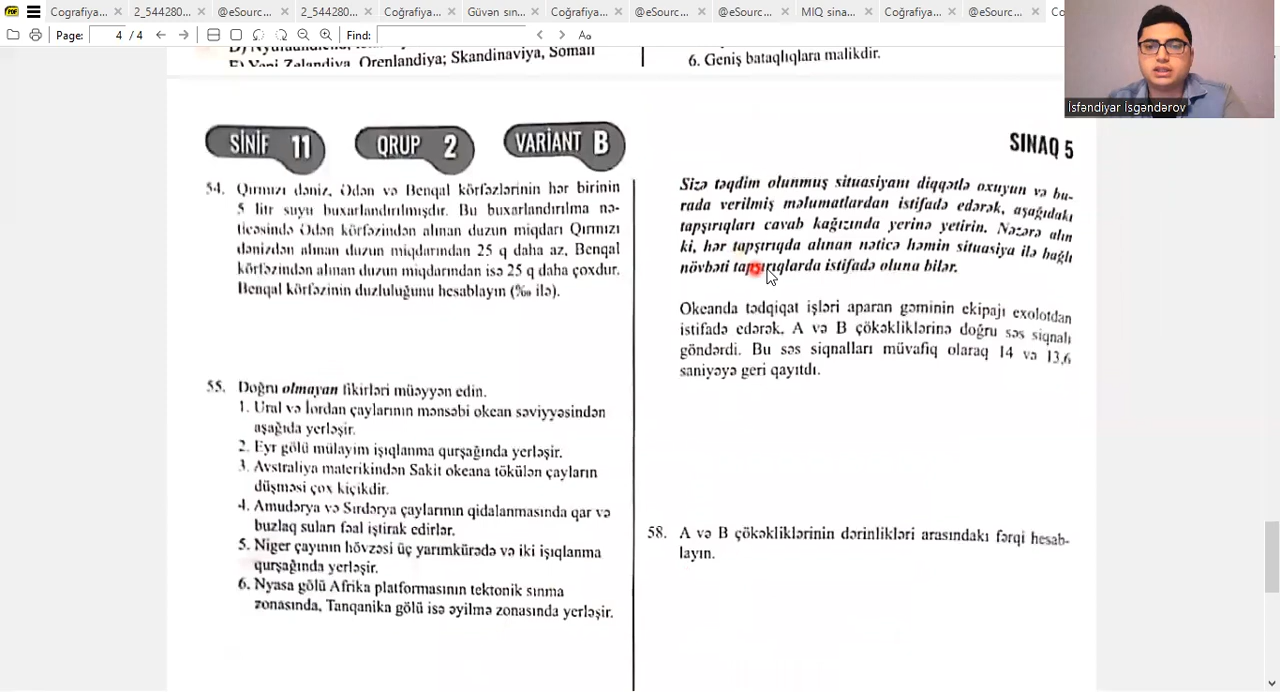 Coğrafiya...
2_544280...
@eSourc...
2_544280...
Coğrafiya...
Güvən sın...
Coğrafiya...
@eSourc...
@eSourc...
MIQ sina...
Coğrafiya...
@eSourc...
Co
Page: 4 / 4
Find:
Aa
E) Yeni Zelandiya, Orenlandiya; Skandinaviya, Somali
6. Geniş bataqlıqlara malikdir.
İsfəndiyar İsgəndərov
SİNİF 11
QRUP 2
VARİANT B
SINAQ 5
54. Qırmızı dəniz, Ədən və Benqal körfəzlərinin hər birinin
5 litr suyu buxarlandırılmışdır. Bu buxarlandırılma nə-
ticəsində Ədən körfəzindən alınan duzun miqdarı Qırmızı
dənizdən alınan duzun miqdarından 25 q daha az, Benqal
körfəzindən alınan duzun miqdarından isə 25 q daha çoxdur.
Benqal körfəzinin duzluluğunu hesablayın (‰ ilə).
55. Doğru olmayan fikirləri müəyyən edin.
1. Ural və İordan çaylarının mənsəbi okean səviyyəsindən
aşağıda yerləşir.
2. Eyr gölü mülayim işıqlanma qurşağında yerləşir.
3. Avstraliya materikindən Sakit okeana tökülən çayların
düşməsi çox kiçikdir.
4. Amudərya və Sırdərya çaylarının qidalanmasında qar və
buzlaq suları fəal iştirak edirlər.
5. Niger çayının hövzəsi üç yarımkürədə və iki işıqlanma
qurşağında yerləşir.
6. Nyasa gölü Afrika platformasının tektonik sınma
zonasında, Tanqanika gölü isə əyilmə zonasında yerləşir.
Sizə təqdim olunmuş situasiyanı diqqətlə oxuyun və bu-
rada verilmiş məlumatlardan istifadə edərək, aşağıdakı
tapşırıqları cavab kağızında yerinə yetirin. Nəzərə alın
ki, hər tapşırıqda alınan nəticə həmin situasiya ilə bağlı
növbəti tapşırıqlarda istifadə oluna bilər.
Okeanda tədqiqat işləri aparan gəminin ekipajı exolotdan
istifadə edərək, A və B çökəkliklərinə doğru səs siqnalı
göndərdi. Bu səs siqnalları müvafiq olaraq 14 və 13,6
saniyəyə geri qayıtdı.
58. A və B çökəkliklərinin dərinlikləri arasındakı fərqi hesab-
layın.